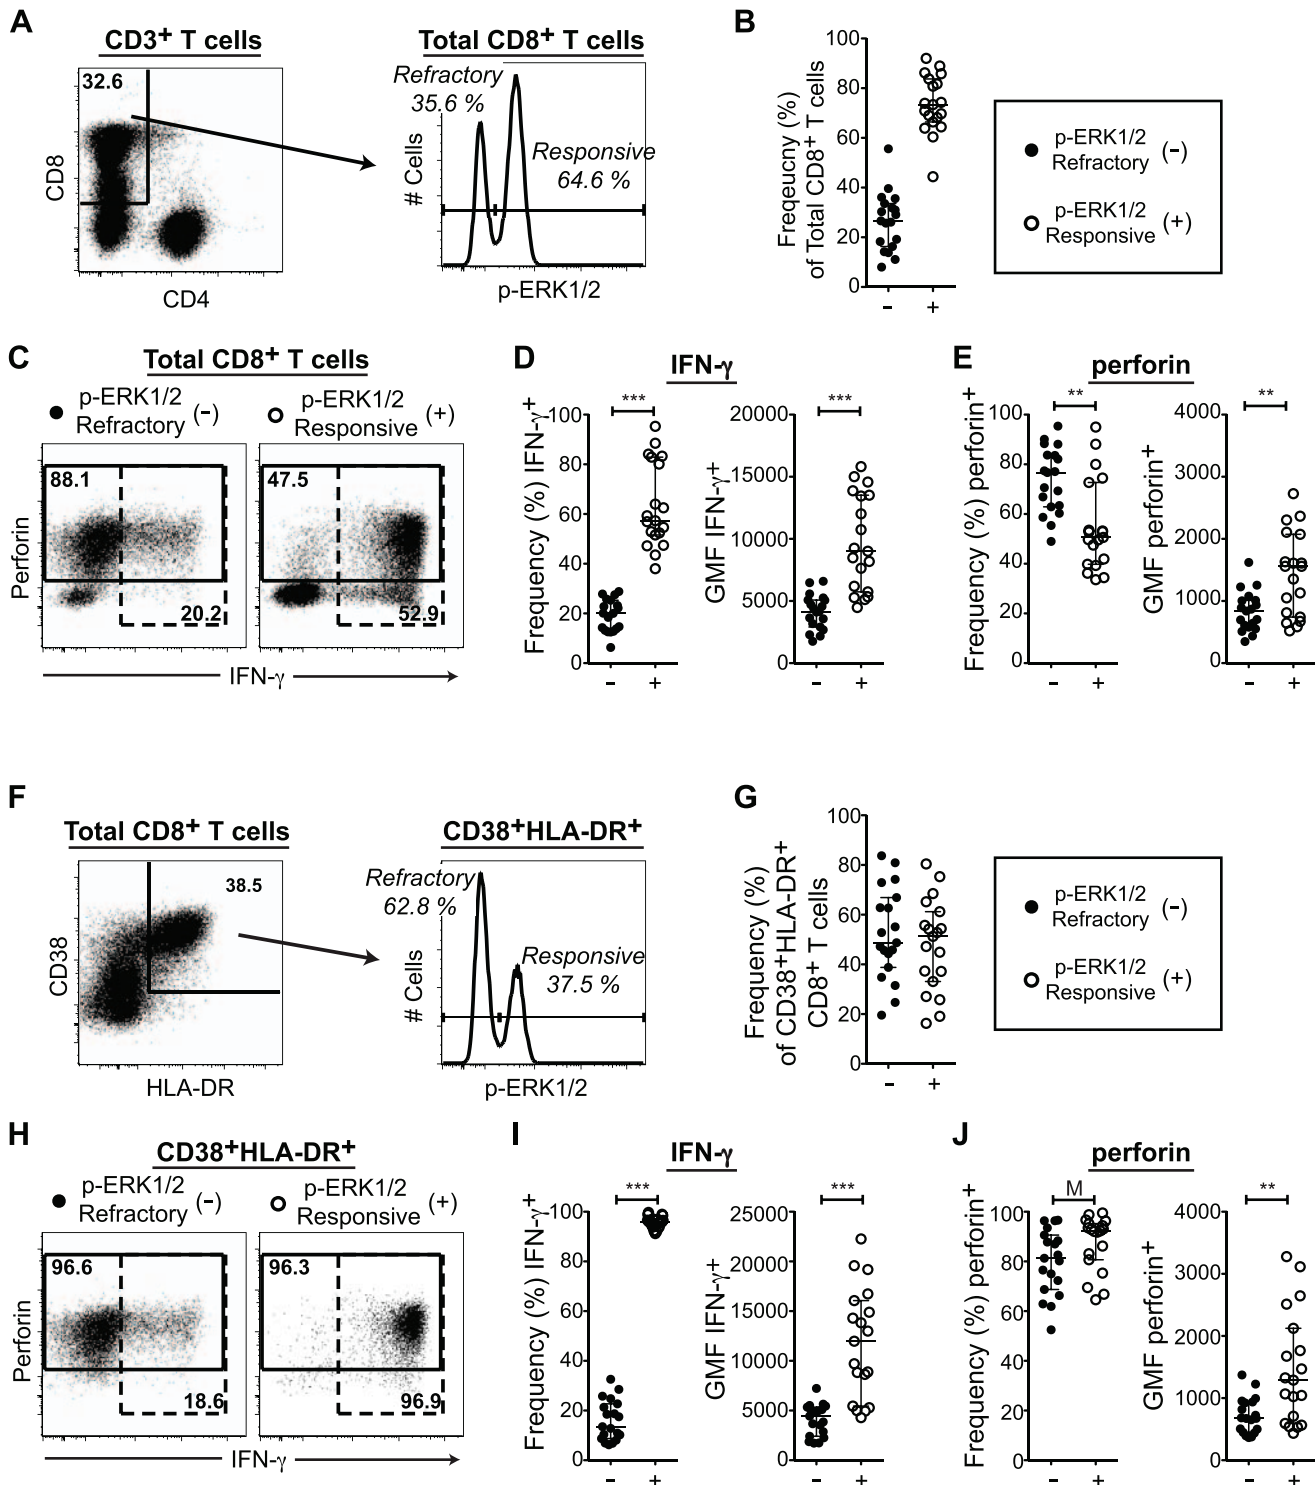 A
CD3+ T cells
32.6
CD8
CD4
Total CD8+ T cells
Refractory
35.6 %
Responsive
64.6 %
# Cells
p-ERK1/2
B
Freqeucny (%)
of Total CD8+ T cells
100
80
60
40
20
0
− +
p-ERK1/2
Refractory (−)
p-ERK1/2
Responsive (+)
C
Total CD8+ T cells
p-ERK1/2
Refractory (−)
p-ERK1/2
Responsive (+)
88.1
20.2
47.5
52.9
Perforin
IFN-γ
D
IFN-γ
***
Frequency (%) IFN-γ+
100
80
60
40
20
0
− +
***
GMF IFN-γ+
20000
15000
10000
5000
0
− +
E
perforin
**
Frequency (%) perforin+
100
80
60
40
20
0
− +
**
GMF perforin+
4000
3000
2000
1000
0
− +
F
Total CD8+ T cells
38.5
CD38
HLA-DR
CD38+HLA-DR+
Refractory
62.8 %
Responsive
37.5 %
# Cells
p-ERK1/2
G
Frequency (%)
of CD38+HLA-DR+
CD8+ T cells
100
80
60
40
20
0
− +
p-ERK1/2
Refractory (−)
p-ERK1/2
Responsive (+)
H
CD38+HLA-DR+
p-ERK1/2
Refractory (−)
p-ERK1/2
Responsive (+)
96.6
18.6
96.3
96.9
Perforin
IFN-γ
I
IFN-γ
***
Frequency (%) IFN-γ+
100
80
60
40
20
0
− +
***
GMF IFN-γ+
25000
20000
15000
10000
5000
0
− +
J
perforin
M
Frequency (%) perforin+
100
80
60
40
20
0
− +
**
GMF perforin+
4000
3000
2000
1000
0
− +